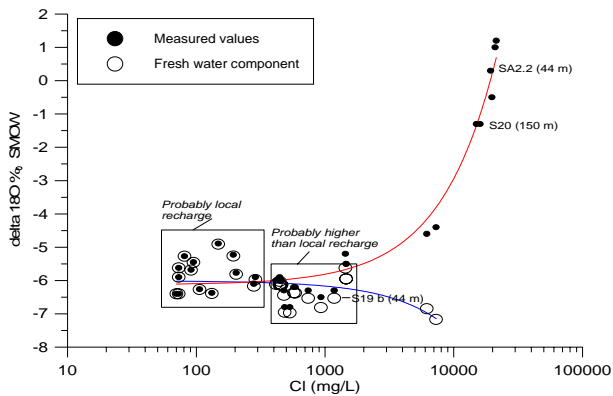 2
1
0
-1
-2
-3
-4
-5
-6
-7
-8
delta 18O ‰ SMOW
Measured values
Fresh water component
SA2.2 (44 m)
S20 (150 m)
Probably local
recharge
Probably higher
than local recharge
S19 b (44 m)
10
100
1000
10000
100000
Cl (mg/L)